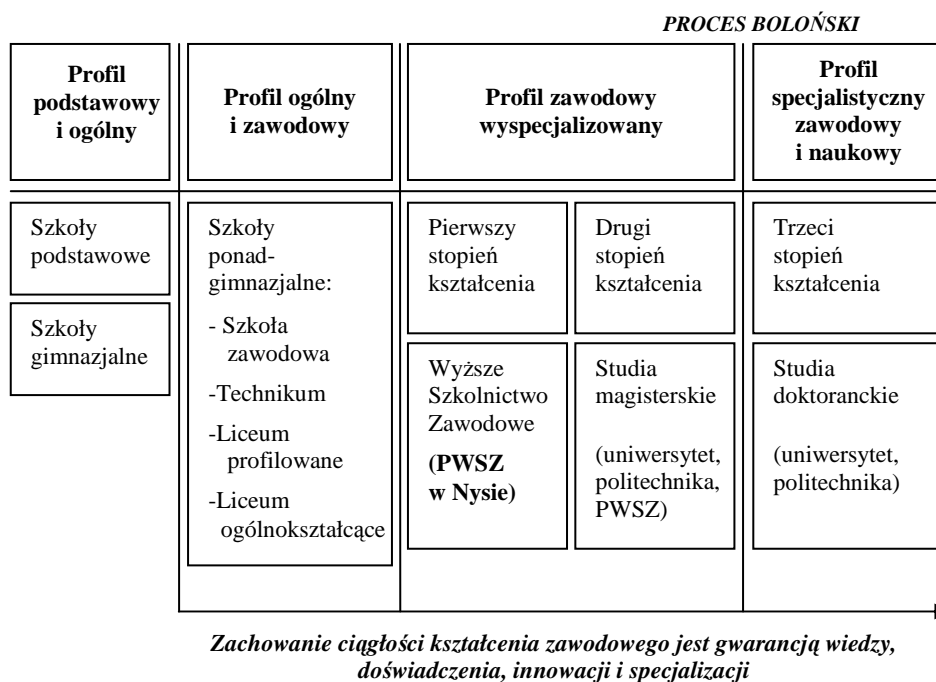 PROCES BOLOŃSKI
Profil
podstawowy
i ogólny
Profil ogólny
i zawodowy
Profil zawodowy
wyspecjalizowany
Profil
specjalistyczny
zawodowy
i naukowy
Szkoły
podstawowe
Szkoły
gimnazjalne
Szkoły
ponad-
gimnazjalne:
- Szkoła
zawodowa
-Technikum
-Liceum
profilowane
-Liceum
ogólnokształcące
Pierwszy
stopień
kształcenia
Wyższe
Szkolnictwo
Zawodowe
(PWSZ
w Nysie)
Drugi
stopień
kształcenia
Studia
magisterskie
(uniwersytet,
politechnika,
PWSZ)
Trzeci
stopień
kształcenia
Studia
doktoranckie
(uniwersytet,
politechnika)
Zachowanie ciągłości kształcenia zawodowego jest gwarancją wiedzy,
doświadczenia, innowacji i specjalizacji